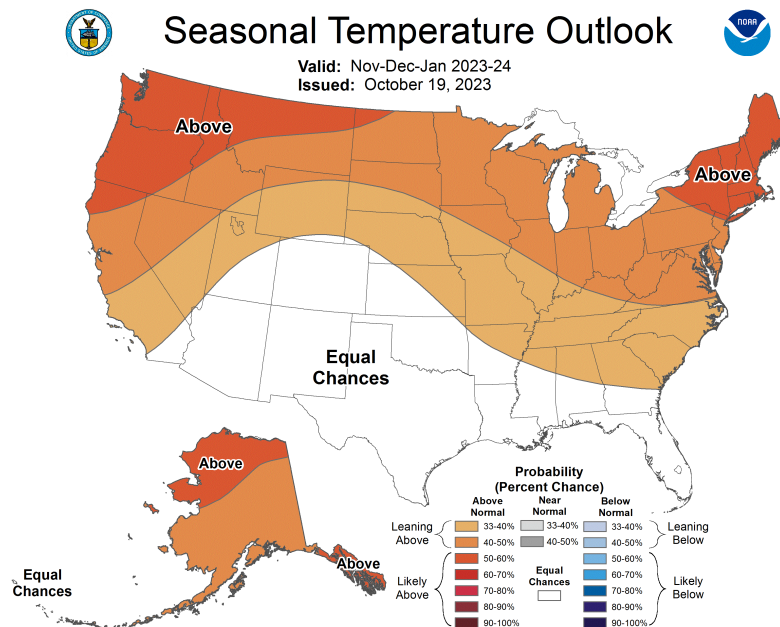 Seasonal Temperature Outlook
NOAA
Valid: Nov-Dec-Jan 2023-24
Issued: October 19, 2023
Above
Above
Equal
Chances
Above
Above
Equal
Chances
Probability
(Percent Chance)
Above
Normal
Near
Normal
Below
Normal
Leaning
Above
33-40%
33-40%
33-40%
Leaning
Below
40-50%
40-50%
40-50%
Likely
Above
50-60%
50-60%
Likely
Below
60-70%
Equal
Chances
60-70%
70-80%
70-80%
80-90%
80-90%
90-100%
90-100%